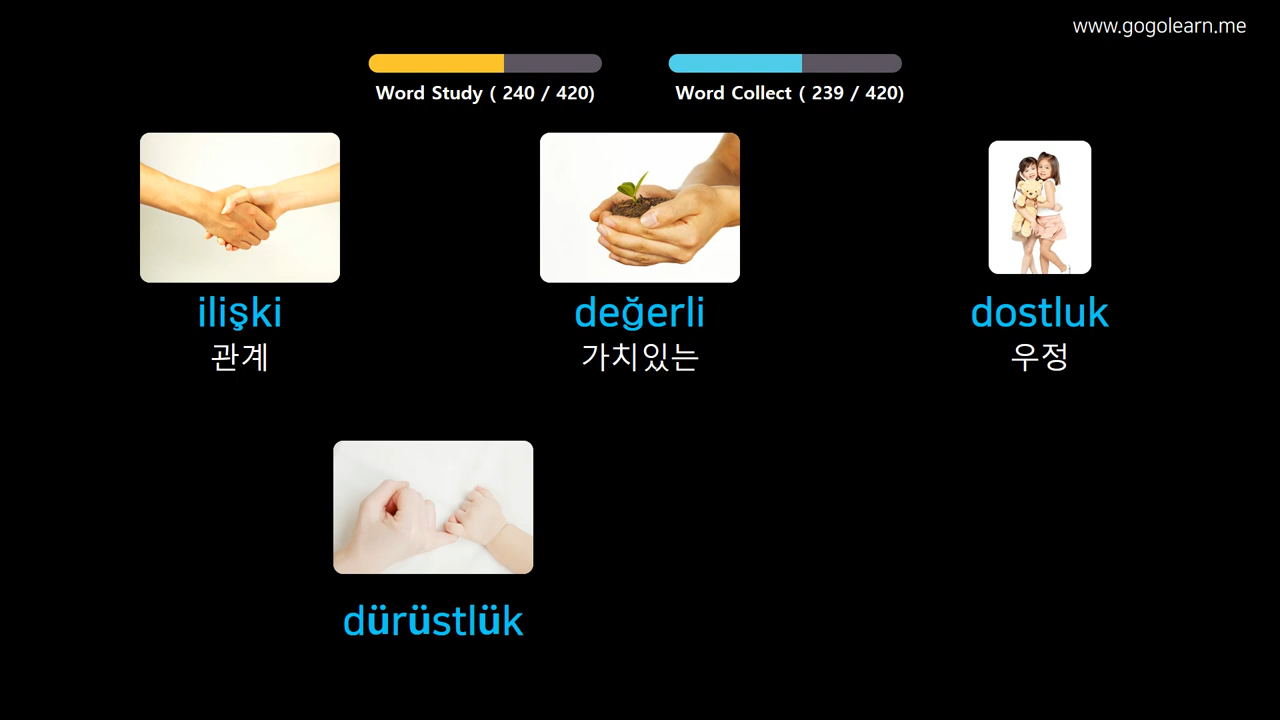 www.gogolearn.me
Word Study ( 240 / 420)
Word Collect ( 239 / 420)
ilişki
관계
değerli
가치있는
dostluk
우정
dürüstlük